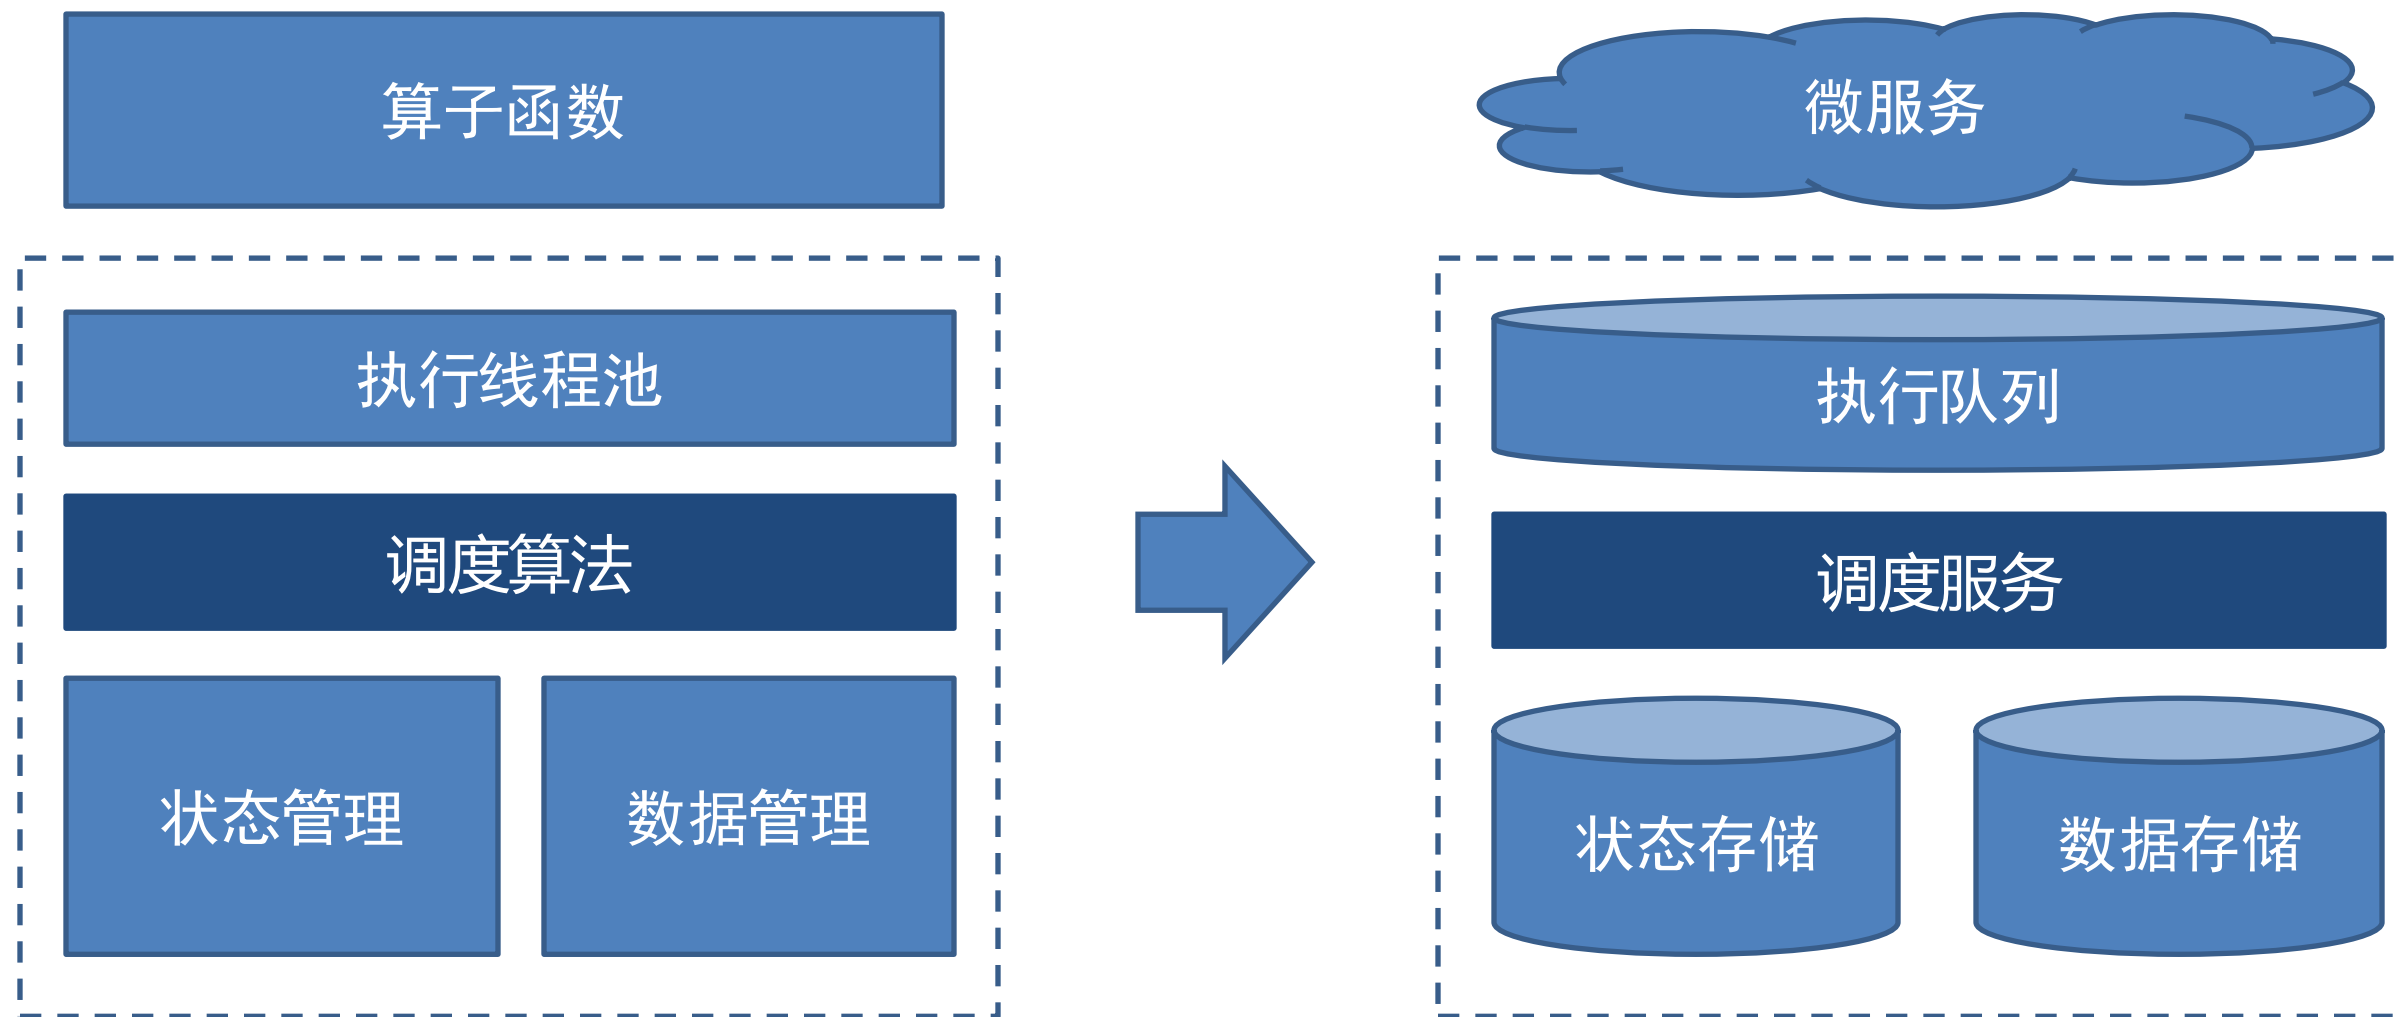 算子函数
执行线程池
调度算法
状态管理
数据管理
微服务
执行队列
调度服务
状态存储
数据存储